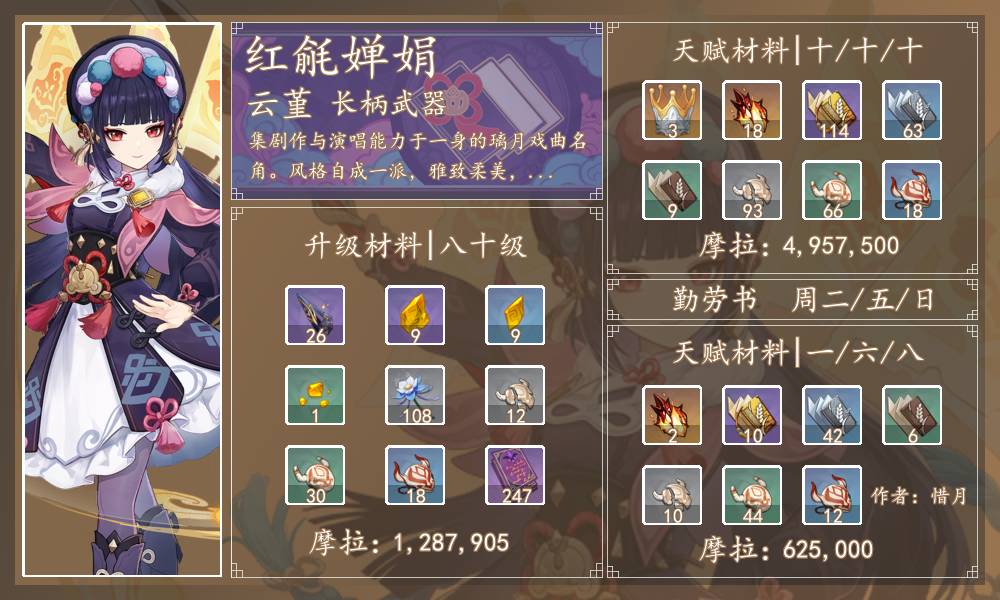 红毹婵娟
云堇 长柄武器
集剧作与演唱能力于一身的璃月戏曲名
角。风格自成一派，雅致柔美，...
升级材料|八十级
26 9 9
1 108 12
30 18 247
摩拉：1,287,905
天赋材料|十/十/十
3 18 114 63
9 93 66 18
摩拉：4,957,500
勤劳书 周二/五/日
天赋材料|一/六/八
2 10 42 6
10 44 12 作者：惜月
摩拉：625,000